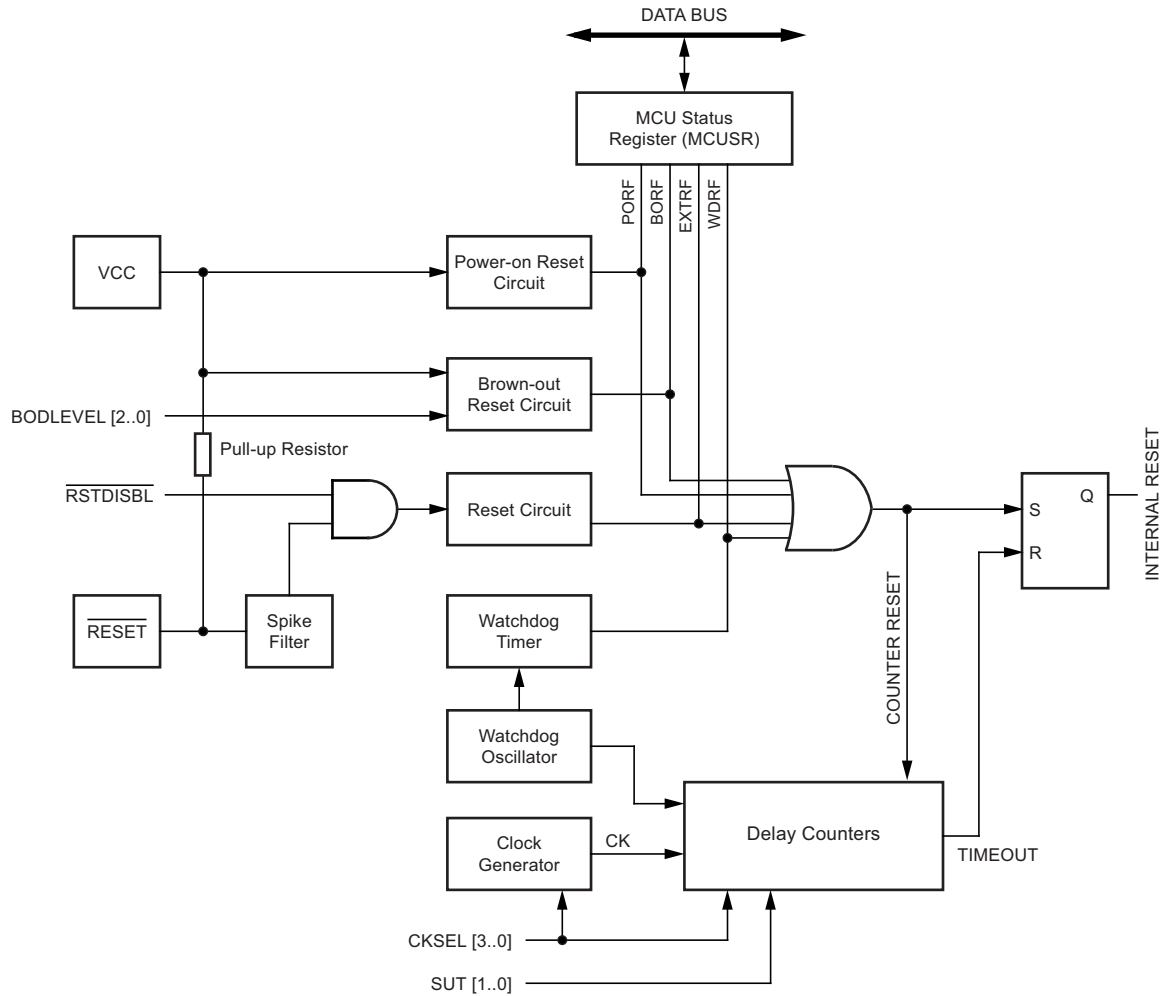 DATA BUS
MCU Status
Register (MCUSR)
PORF
BORF
EXTRF
WDRF
VCC
Power-on Reset
Circuit
Brown-out
Reset Circuit
BODLEVEL [2..0]
Pull-up Resistor
RSTDISBL
Reset Circuit
S
Q
R
INTERNAL RESET
RESET
Spike
Filter
Watchdog
Timer
COUNTER RESET
Watchdog
Oscillator
Clock
Generator
CK
Delay Counters
TIMEOUT
CKSEL [3..0]
SUT [1..0]